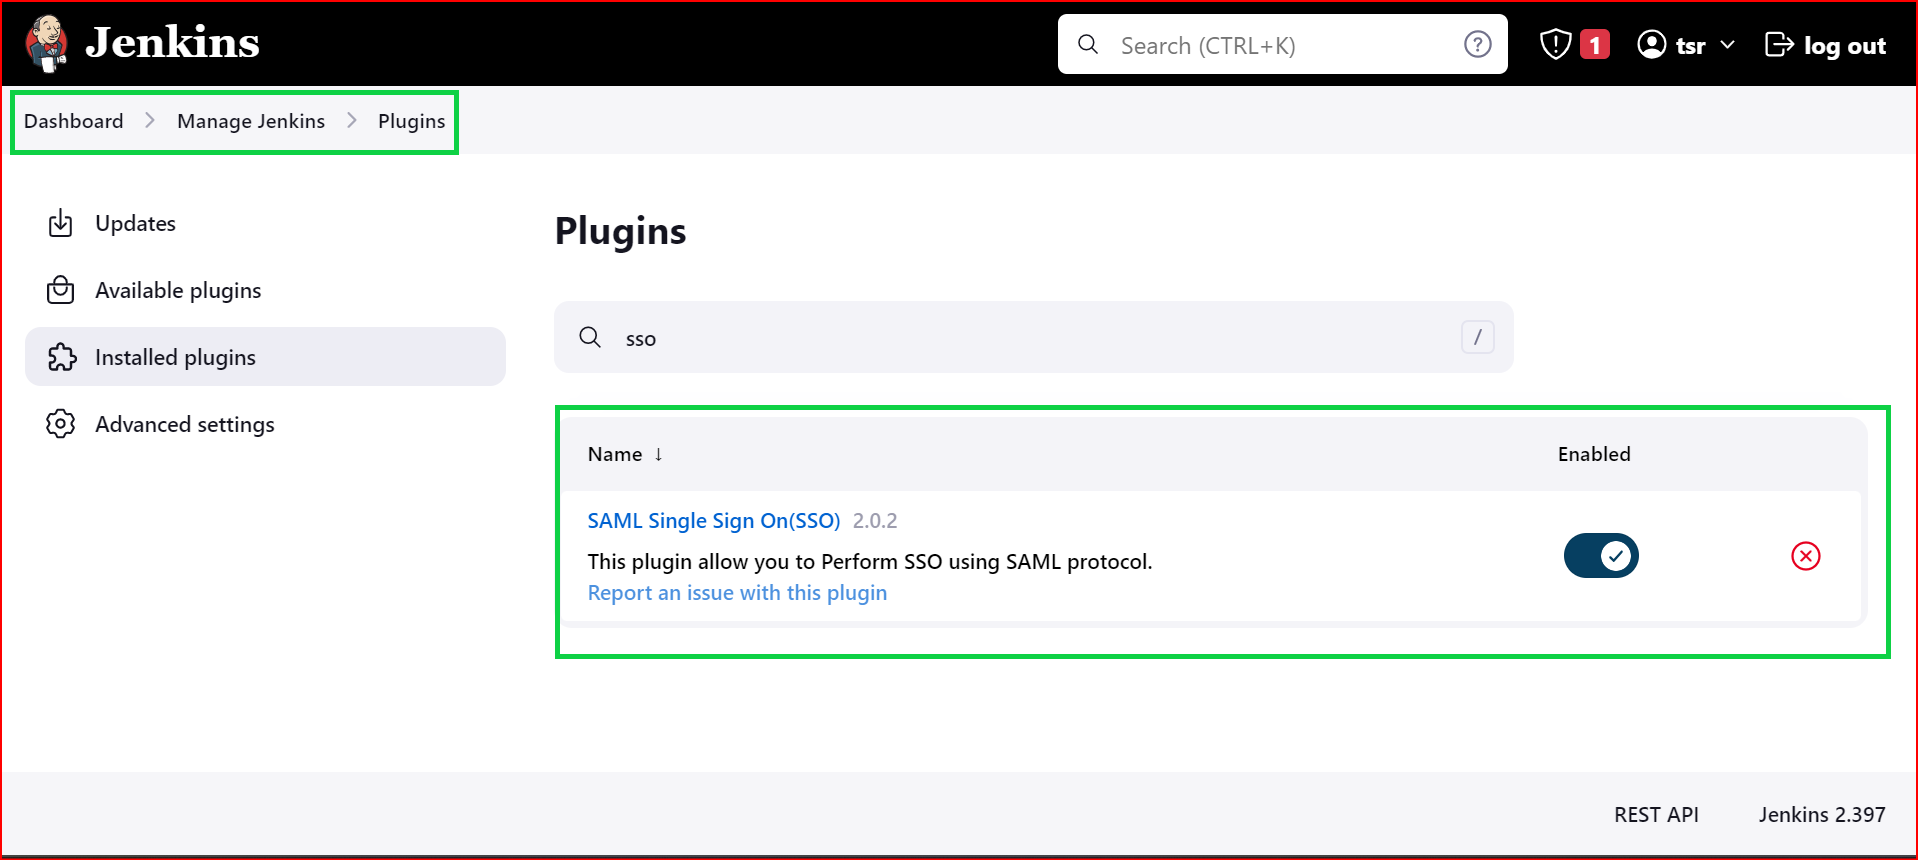 Jenkins
Search (CTRL+K)
?
1
tsr
log out
Dashboard > Manage Jenkins > Plugins
Updates
Available plugins
Installed plugins
Advanced settings
Plugins
sso
/
Name ↓
Enabled
SAML Single Sign On(SSO) 2.0.2
This plugin allow you to Perform SSO using SAML protocol.
Report an issue with this plugin
REST API
Jenkins 2.397